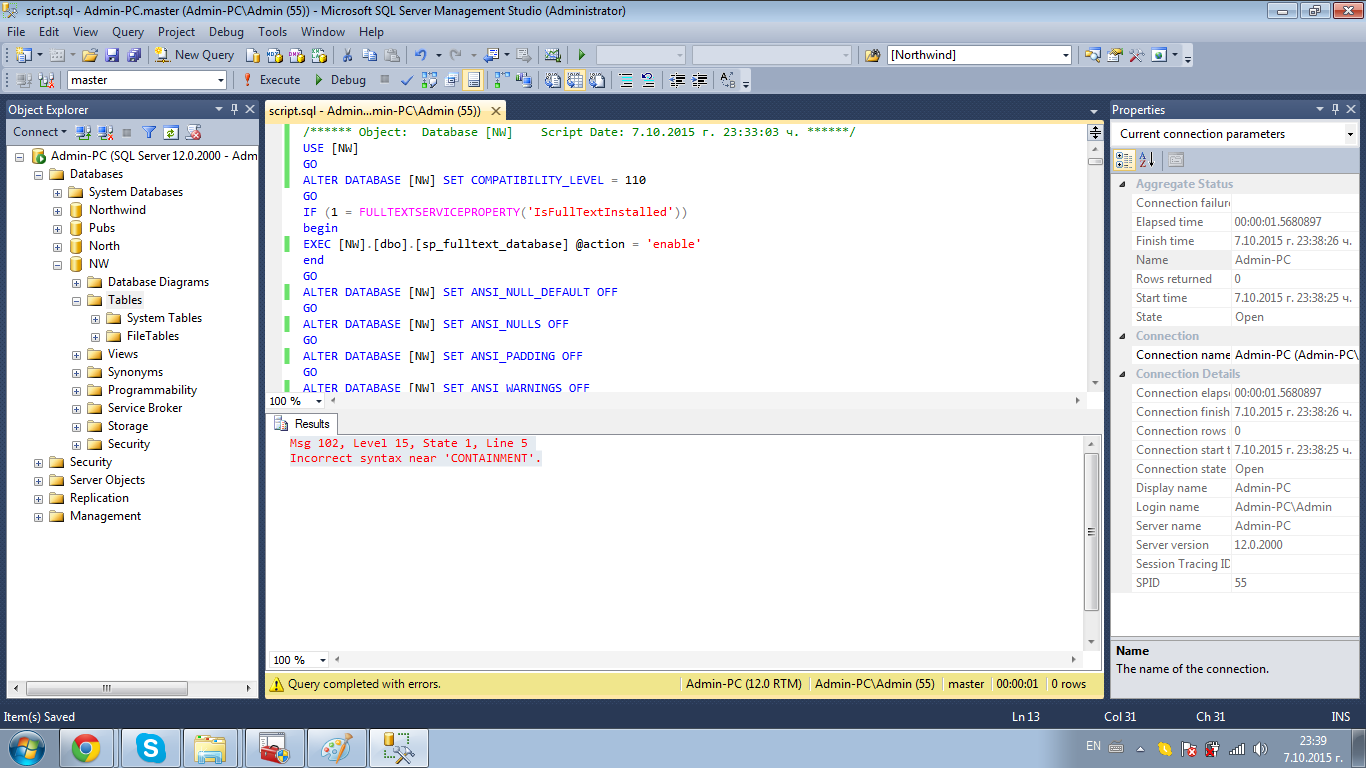 script.sql - Admin-PC.master (Admin-PC\Admin (55)) - Microsoft SQL Server Management Studio (Administrator)
File Edit View Query Project Debug Tools Window Help
New Query [Northwind]
master Execute Debug
Object Explorer
Connect
Admin-PC (SQL Server 12.0.2000 - Adm
Databases
System Databases
Northwind
Pubs
North
NW
Database Diagrams
Tables
System Tables
FileTables
Views
Synonyms
Programmability
Service Broker
Storage
Security
Security
Server Objects
Replication
Management
script.sql - Admin...min-PC\Admin (55))
/****** Object:  Database [NW]    Script Date: 7.10.2015 г. 23:33:03 ч. ******/
USE [NW]
GO
ALTER DATABASE [NW] SET COMPATIBILITY_LEVEL = 110
GO
IF (1 = FULLTEXTSERVICEPROPERTY('IsFullTextInstalled'))
begin
EXEC [NW].[dbo].[sp_fulltext_database] @action = 'enable'
end
GO
ALTER DATABASE [NW] SET ANSI_NULL_DEFAULT OFF
GO
ALTER DATABASE [NW] SET ANSI_NULLS OFF
GO
ALTER DATABASE [NW] SET ANSI_PADDING OFF
GO
ALTER DATABASE [NW] SET ANSI_WARNINGS OFF
100 %
Results
Msg 102, Level 15, State 1, Line 5
Incorrect syntax near 'CONTAINMENT'.
100 %
Query completed with errors. Admin-PC (12.0 RTM) Admin-PC\Admin (55) master 00:00:01 0 rows
Properties
Current connection parameters
Aggregate Status
Connection failure
Elapsed time 00:00:01.5680897
Finish time 7.10.2015 г. 23:38:26 ч.
Name Admin-PC
Rows returned 0
Start time 7.10.2015 г. 23:38:25 ч.
State Open
Connection
Connection name Admin-PC (Admin-PC\
Connection Details
Connection elaps 00:00:01.5680897
Connection finish 7.10.2015 г. 23:38:26 ч.
Connection rows 0
Connection start t 7.10.2015 г. 23:38:25 ч.
Connection state Open
Display name Admin-PC
Login name Admin-PC\Admin
Server name Admin-PC
Server version 12.0.2000
Session Tracing ID
SPID 55
Name
The name of the connection.
Item(s) Saved Ln 13 Col 31 Ch 31 INS
EN 23:39
7.10.2015 г.